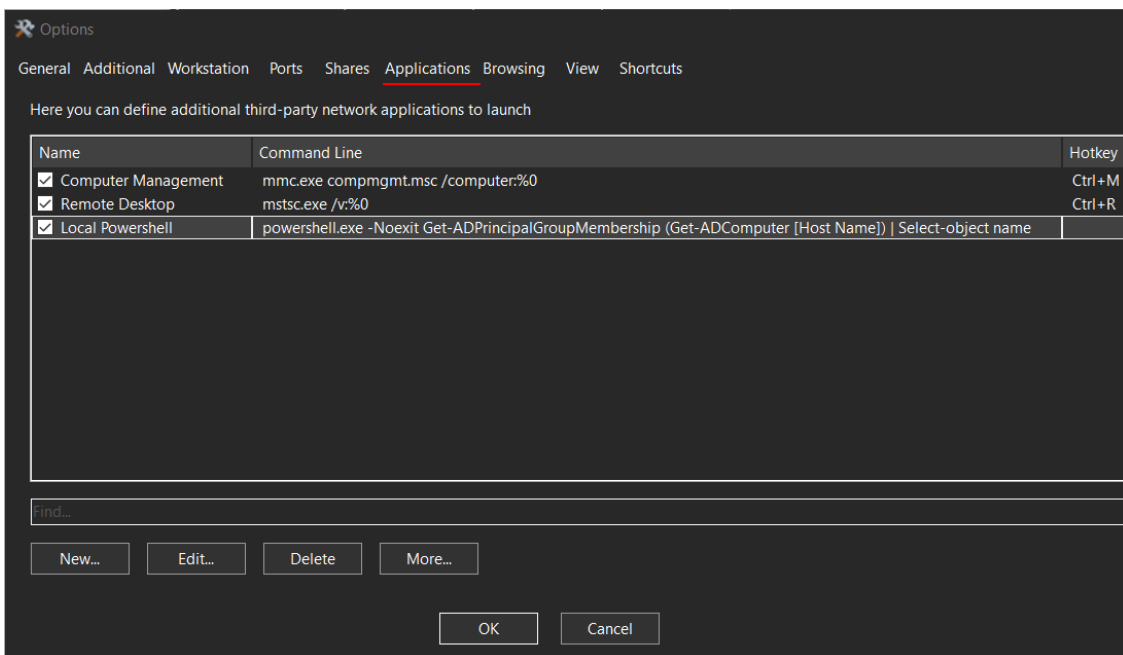 Options
General Additional Workstation Ports Shares Applications Browsing View Shortcuts
Here you can define additional third-party network applications to launch
Name Command Line Hotkey
Computer Management mmc.exe compmgmt.msc /computer:%0 Ctrl+M
Remote Desktop mstsc.exe /v:%0 Ctrl+R
Local Powershell powershell.exe -Noexit Get-ADPrincipalGroupMembership (Get-ADComputer [Host Name]) | Select-object name
Find...
New... Edit... Delete More...
OK Cancel